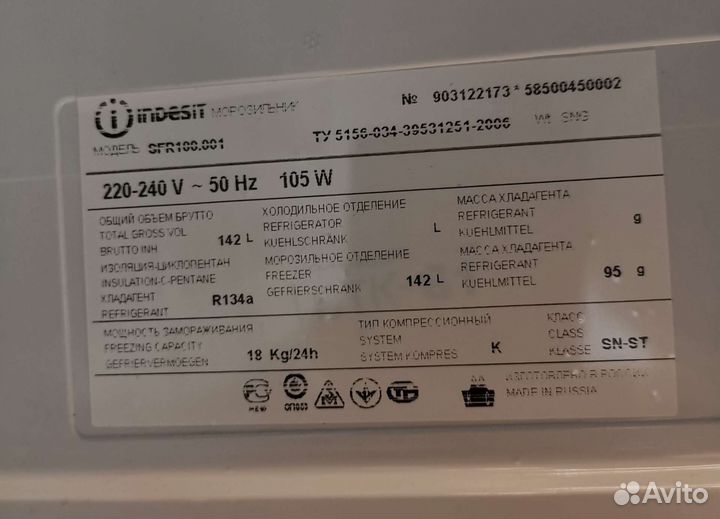 INDESIT МОРОЗИЛЬНИК № 903122173 * 58500450002
МОДЕЛЬ SFR100.001 ТУ 5156-034-39531251-2006 Wt SNG
220-240 V ~ 50 Hz 105 W
ОБЩИЙ ОБЪЕМ БРУТТО
TOTAL GROSS VOL
BRUTTO INH 142 L
ХОЛОДИЛЬНОЕ ОТДЕЛЕНИЕ
REFRIGERATOR
KUEHLSCHRANK L
МАССА ХЛАДАГЕНТА
REFRIGERANT
KUEHLMITTEL g
ИЗОЛЯЦИЯ-ЦИКЛОПЕНТАН
INSULATION-C-PENTANE
ХЛАДАГЕНТ
REFRIGERANT R134a
МОРОЗИЛЬНОЕ ОТДЕЛЕНИЕ
FREEZER
GEFRIERSCHRANK 142 L
МАССА ХЛАДАГЕНТА
REFRIGERANT
KUEHLMITTEL 95 g
МОЩНОСТЬ ЗАМОРАЖИВАНИЯ
FREEZING CAPACITY
GEFRIERVERMOEGEN 18 Kg/24h
ТИП КОМПРЕССИОННЫЙ
SYSTEM
SYSTEM KOMPRES K
КЛАСС
CLASS
KLASSE SN-ST
ИЗГОТОВЛЕНО В РОССИИ
MADE IN RUSSIA
Avito